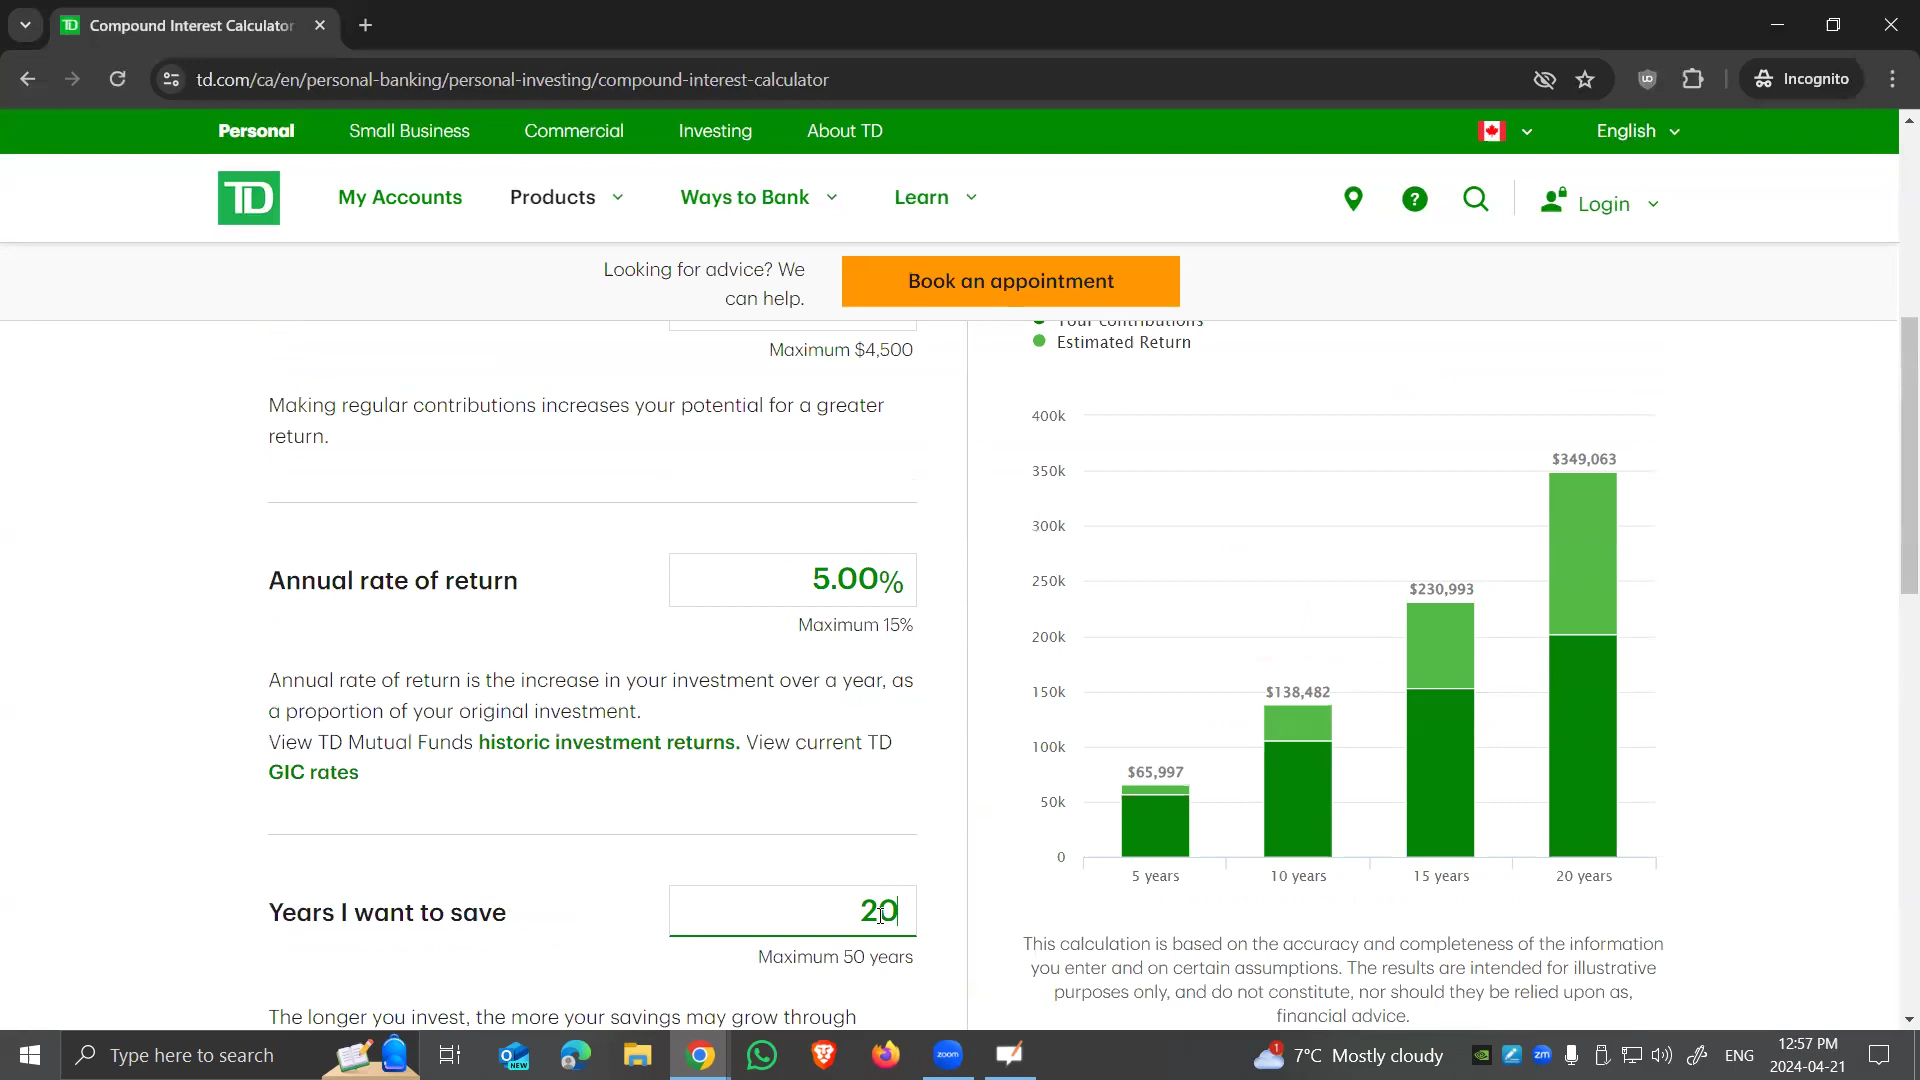 Compound Interest Calculator
td.com/ca/en/personal-banking/personal-investing/compound-interest-calculator
Incognito
Personal
Small Business
Commercial
Investing
About TD
English
TD
My Accounts
Products
Ways to Bank
Learn
?
Login
Looking for advice? We
can help.
Book an appointment
Maximum $4,500
Making regular contributions increases your potential for a greater
return.
Annual rate of return
5.00%
Maximum 15%
Annual rate of return is the increase in your investment over a year, as
a proportion of your original investment.
View TD Mutual Funds historic investment returns. View current TD
GIC rates
Years I want to save
20
Maximum 50 years
The longer you invest, the more your savings may grow through
Your contributions
Estimated Return
400k
350k
300k
250k
200k
150k
100k
50k
0
$65,997
$138,482
$230,993
$349,063
5 years
10 years
15 years
20 years
This calculation is based on the accuracy and completeness of the information
you enter and on certain assumptions. The results are intended for illustrative
purposes only, and do not constitute, nor should they be relied upon as,
financial advice.
Type here to search
NEW
zoom
1
7°C Mostly cloudy
zm
ENG
12:57 PM
2024-04-21